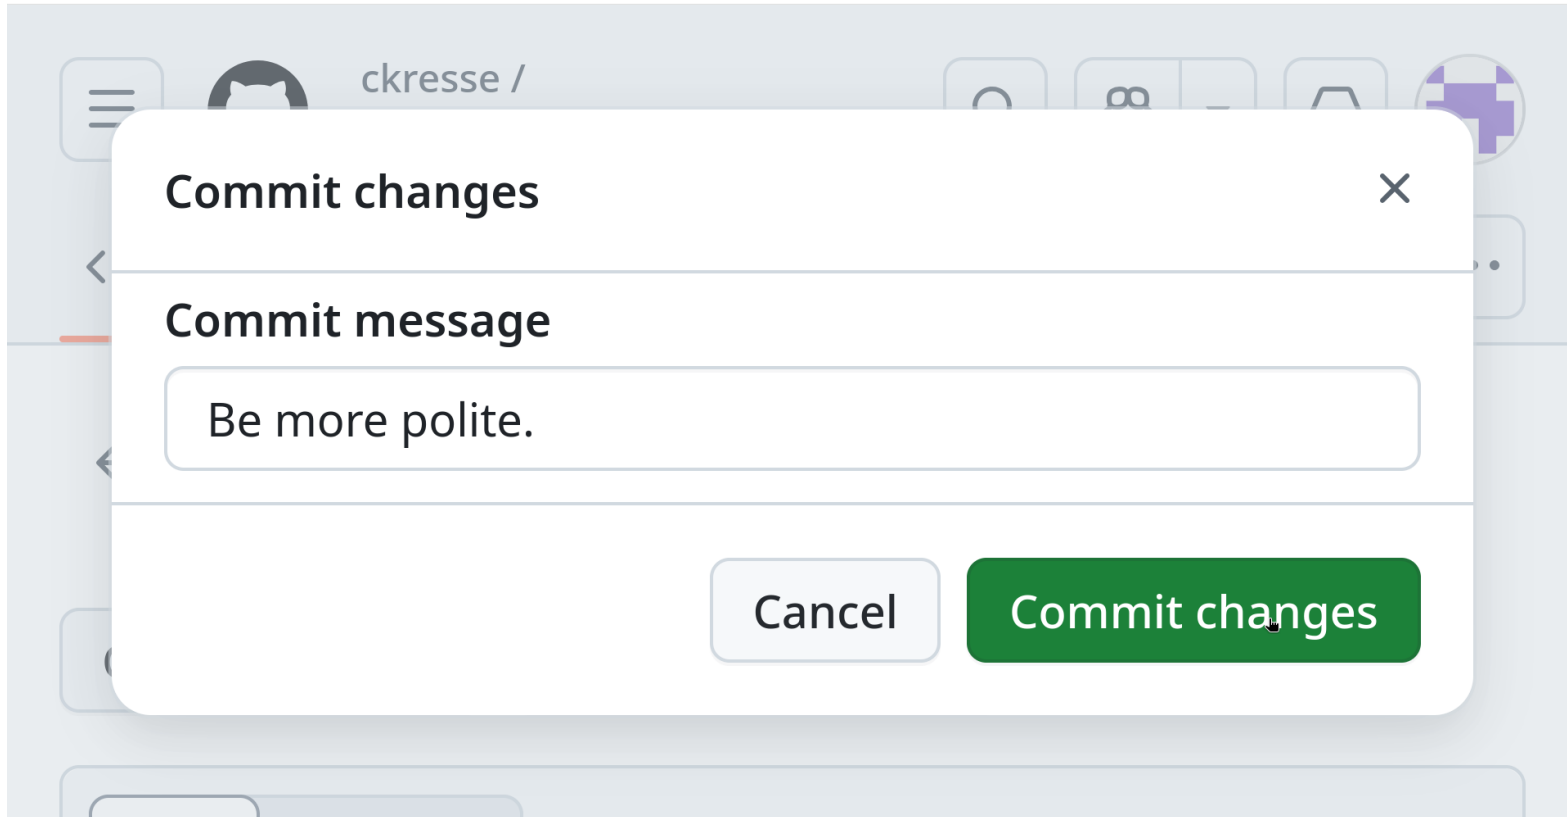 ckresse /
Commit changes
Commit message
Be more polite.
Cancel
Commit changes